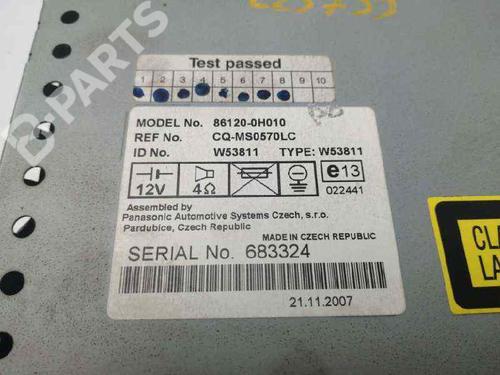 B-PARTS
Test passed
1 2 3 4 5 6 7 8 9 10
MODEL No. 86120-0H010
REF No. CQ-MS0570LC
ID No. W53811 TYPE: W53811
12V 4Ω e13
022441
Assembled by
Panasonic Automotive Systems Czech, s.r.o.
Pardubice, Czech Republic
MADE IN CZECH REPUBLIC
SERIAL No. 683324
21.11.2007
CLA
LA